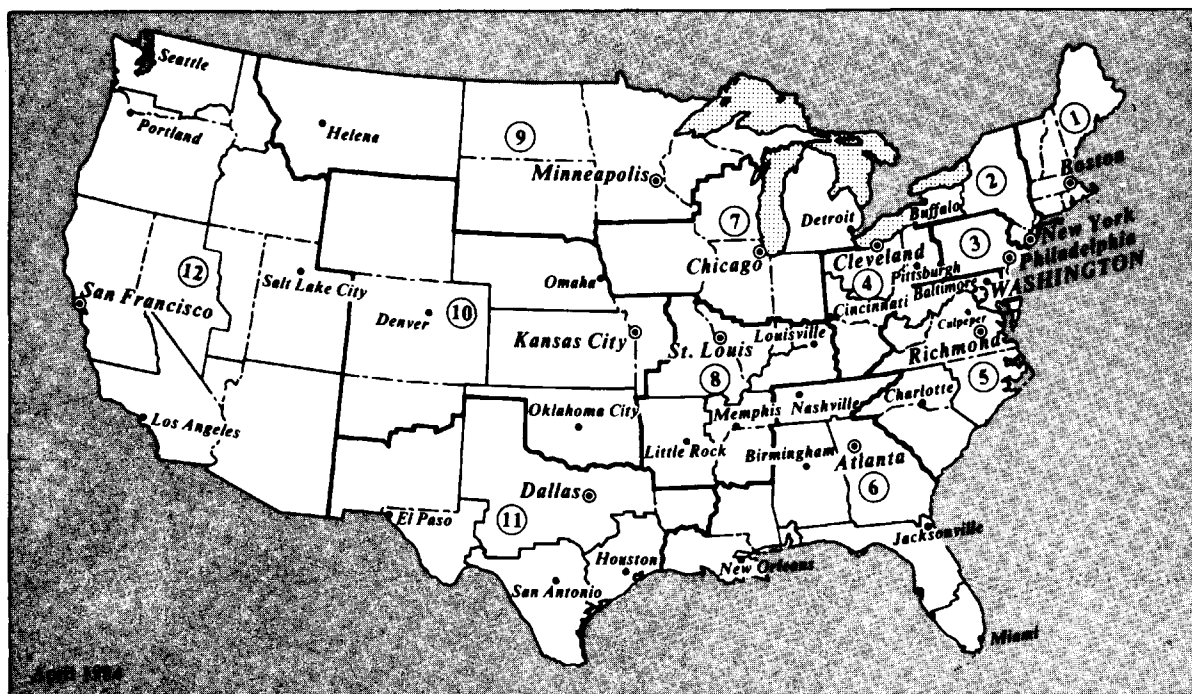 Seattle
Portland
Helena
9
Minneapolis
1
Boston
2
Buffalo
New York
Philadelphia
3
7
Detroit
Cleveland
Chicago
4
Pittsburgh
WASHINGTON
Baltimore
Cincinnati
12
San Francisco
Salt Lake City
Omaha
Denver
10
Kansas City
St. Louis
Louisville
Culpeper
Richmond
8
5
Los Angeles
Oklahoma City
Memphis
Nashville
Charlotte
Little Rock
Birmingham
Atlanta
Dallas
6
11
El Paso
Jacksonville
Houston
New Orleans
San Antonio
Miami
April 1984